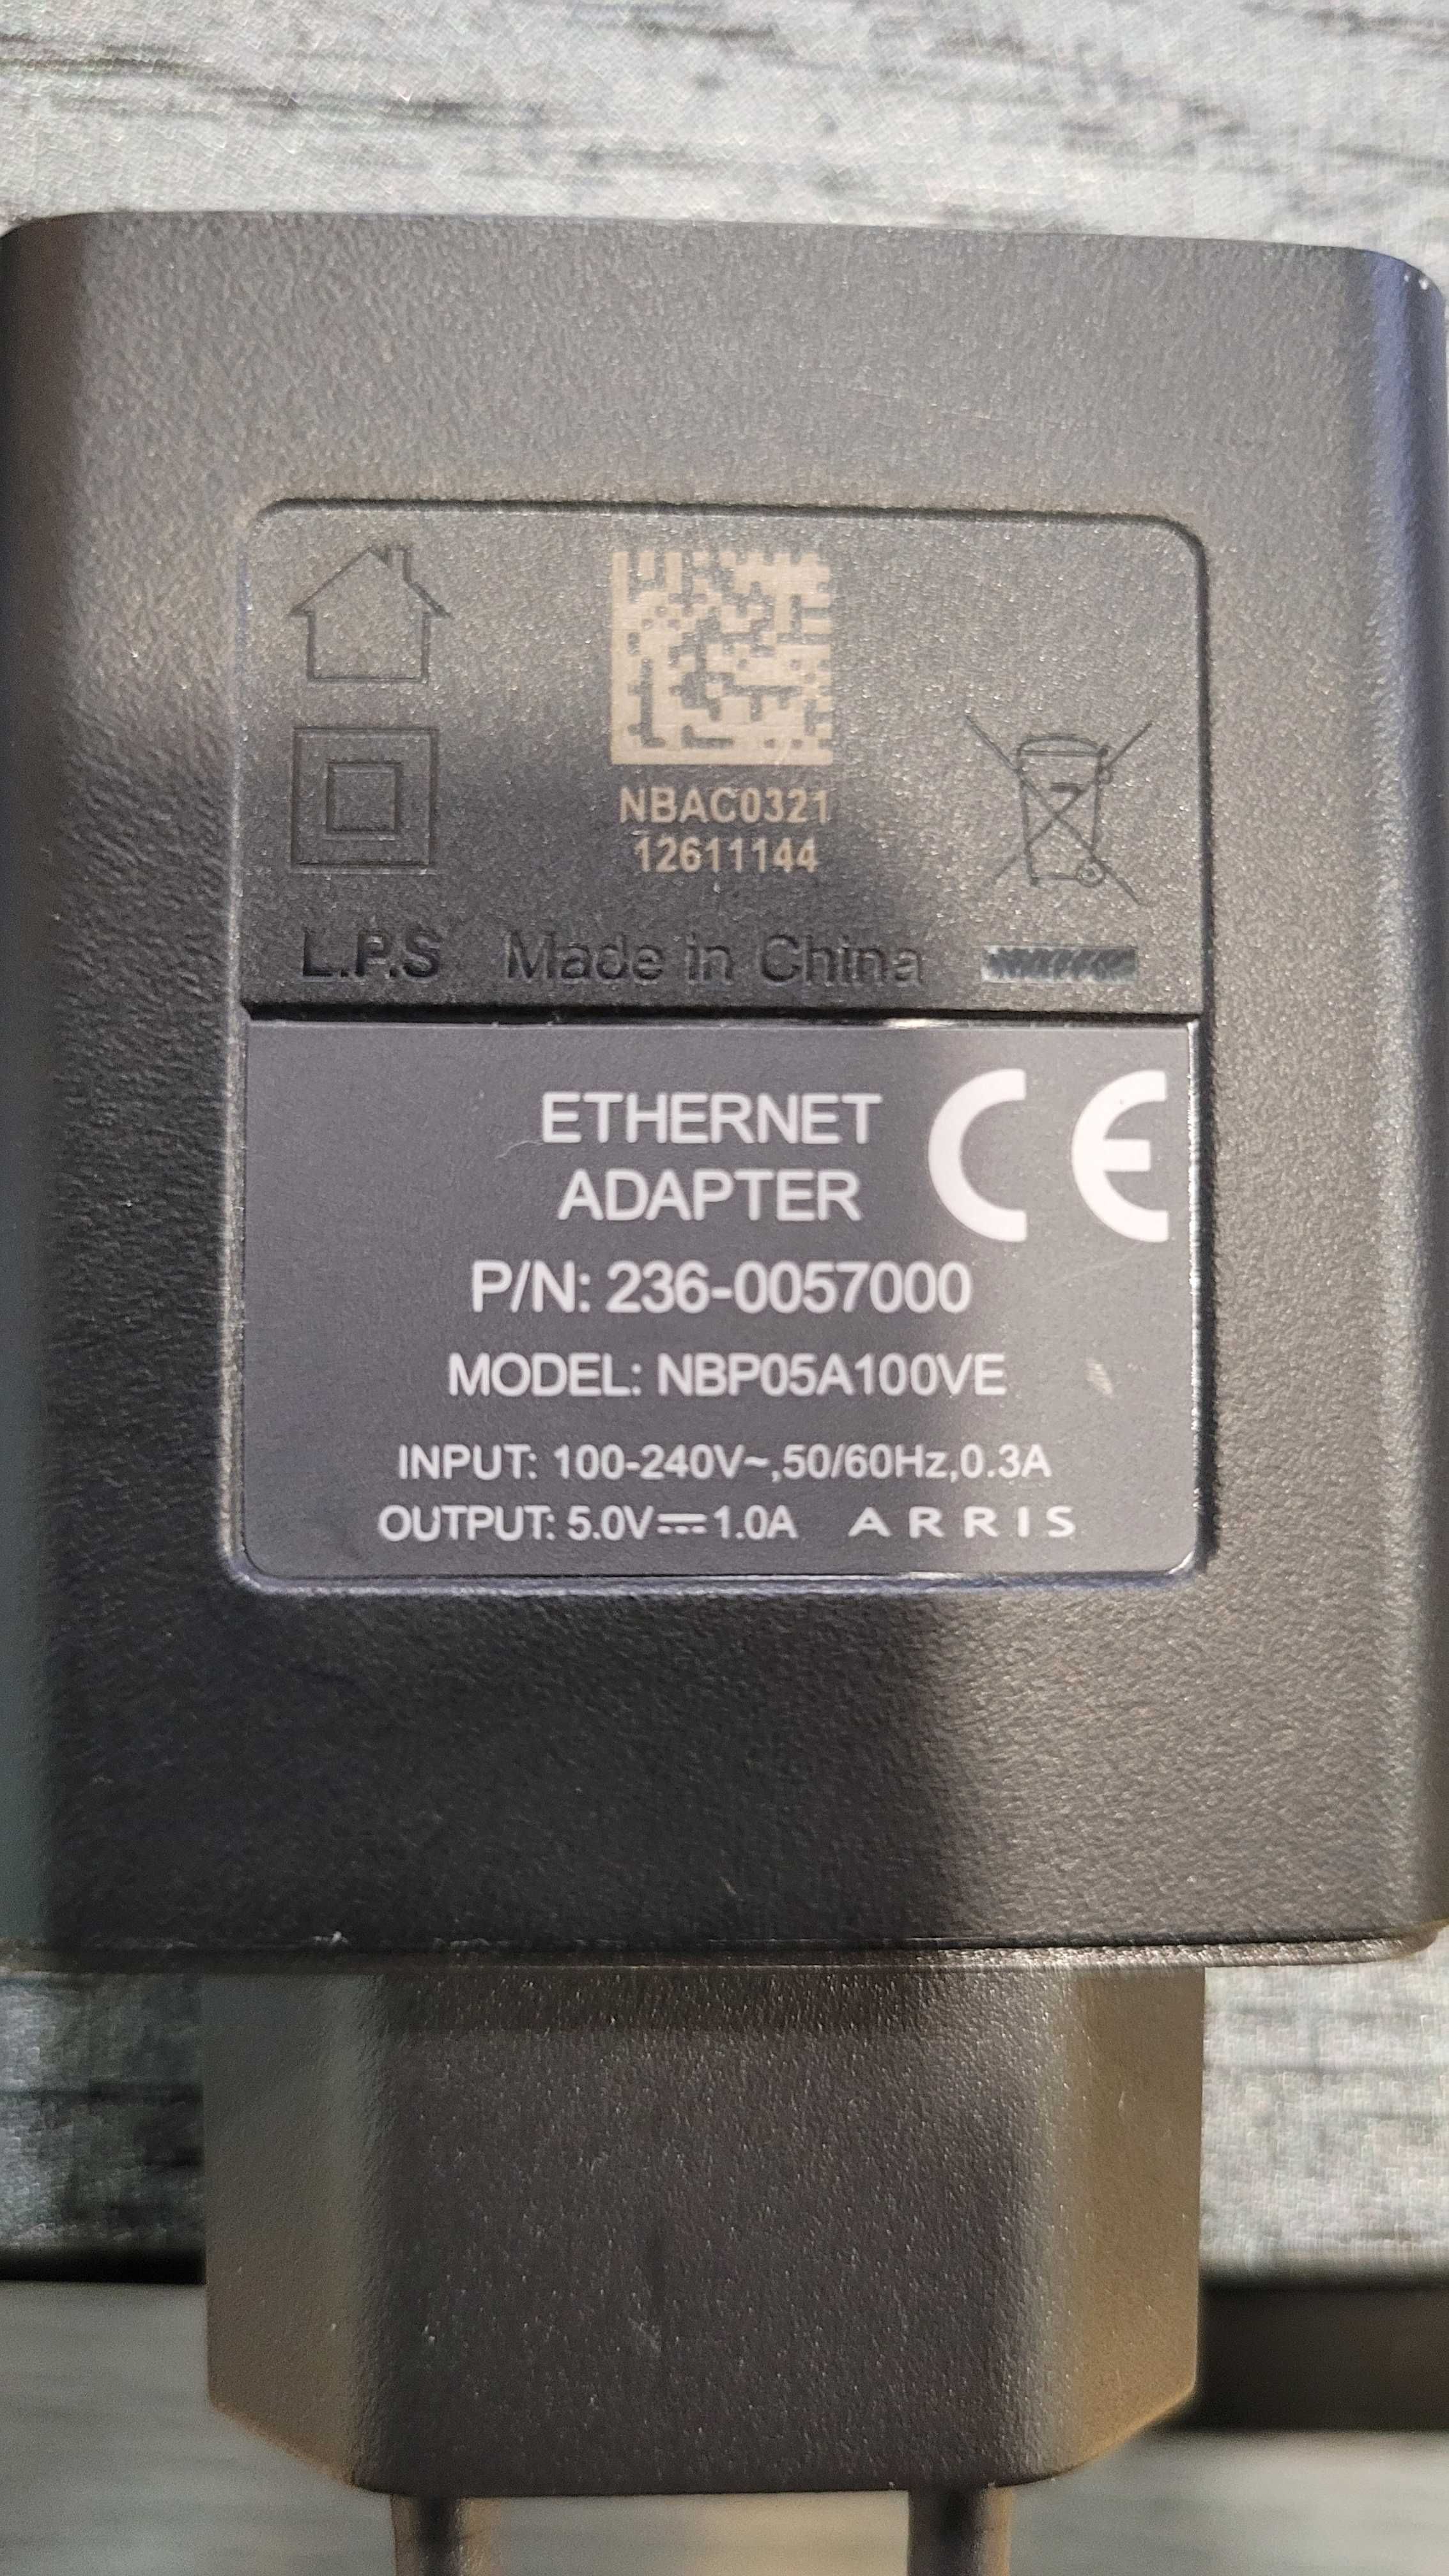 NBAC0321
12611144
L.P.S Made in China
ETHERNET
ADAPTER
CE
P/N: 236-0057000
MODEL: NBP05A100VE
INPUT: 100-240V~,50/60Hz,0.3A
OUTPUT: 5.0V⎓1.0A ARRIS